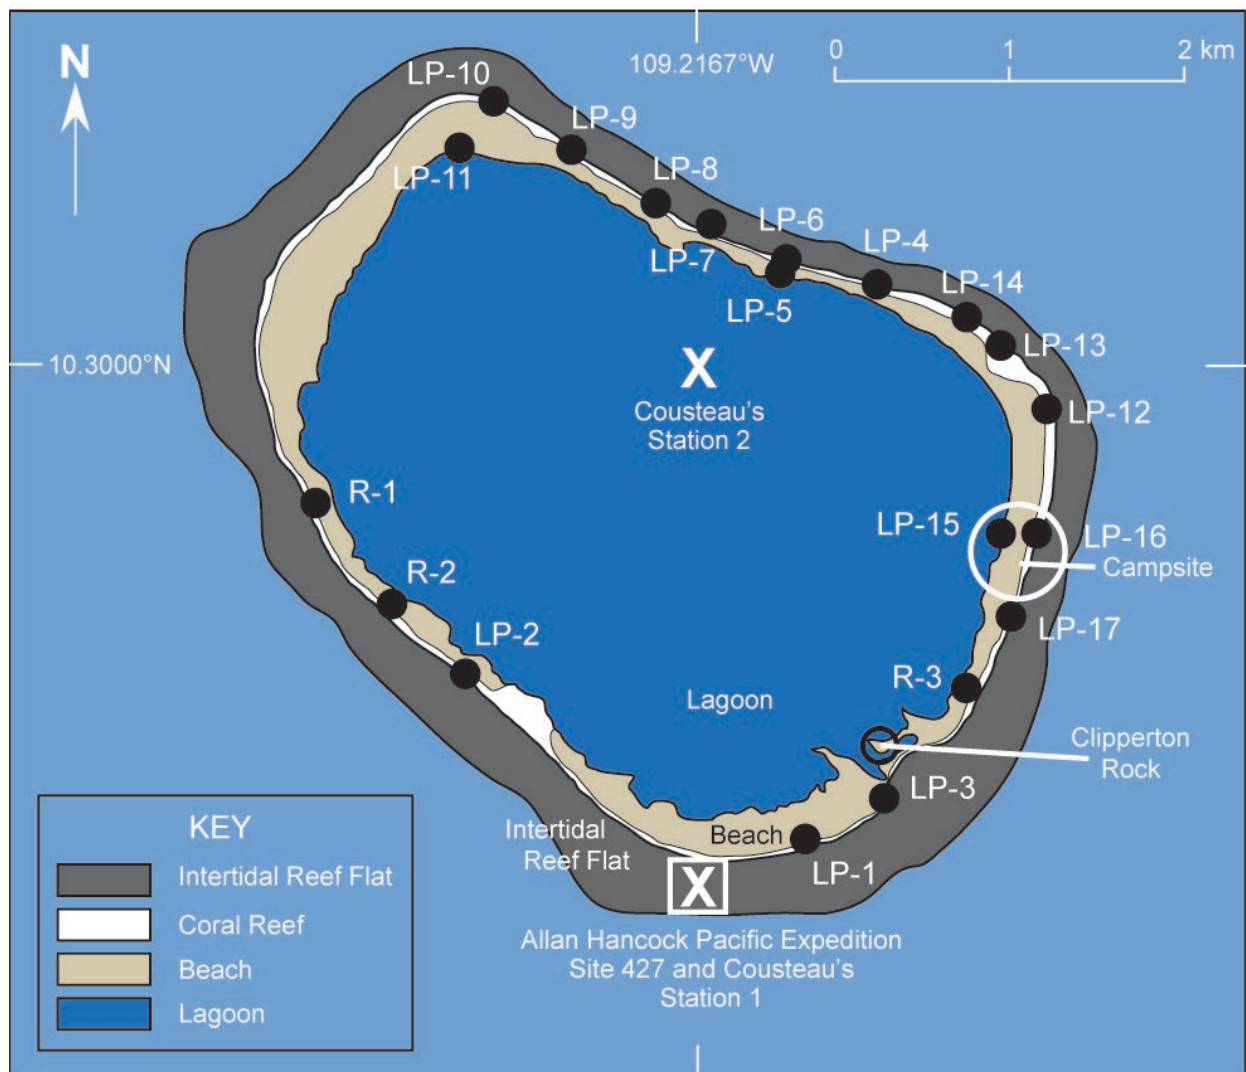 N
109.2167°W
0
1
2 km
LP-10
LP-9
LP-8
LP-11
LP-6
LP-4
LP-7
LP-14
LP-5
LP-13
10.3000°N
X
Cousteau's
Station 2
LP-12
R-1
LP-15
LP-16
Campsite
R-2
LP-17
LP-2
R-3
Lagoon
Clipperton
Rock
LP-3
Intertidal
Reef Flat
Beach
LP-1
X
Allan Hancock Pacific Expedition
Site 427 and Cousteau's
Station 1
KEY
Intertidal Reef Flat
Coral Reef
Beach
Lagoon